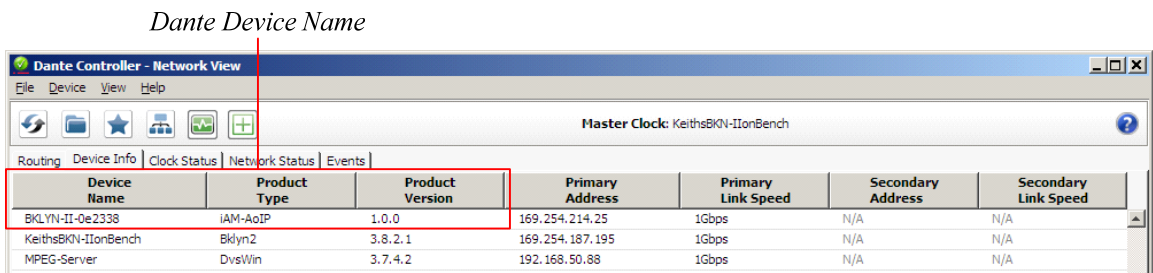 Dante Device Name
Dante Controller - Network View
File Device View Help
Master Clock: KeithsBKN-IIonBench
Routing Device Info Clock Status Network Status Events
Device Name Product Type Product Version Primary Address Primary Link Speed Secondary Address Secondary Link Speed
BKLYN-II-0e2338 iAM-AoIP 1.0.0 169.254.214.25 1Gbps N/A N/A
KeithsBKN-IIonBench Bklyn2 3.8.2.1 169.254.187.195 1Gbps N/A N/A
MPEG-Server DvsWin 3.7.4.2 192.168.50.88 1Gbps N/A N/A